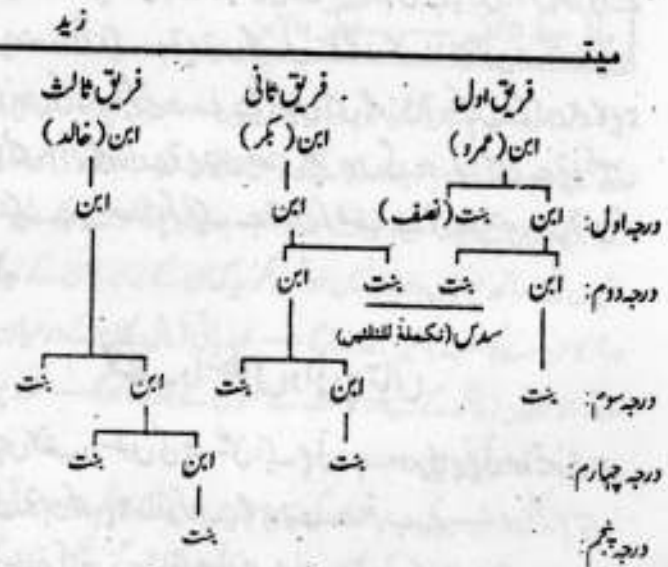 زید
میتـ
فریق اول فریق ثانی فریق ثالث
ابن (عمرو) ابن (بکر) ابن (خالد)
درجہ اول: ابن بنت (نصف) ابن ابن
درجہ دوم: ابن بنت بنت ابن
سدس (تکملۃ للثلثین)
درجہ سوم: بنت ابن بنت ابن بنت
درجہ چہارم: بنت ابن بنت
درجہ پنجم: بنت